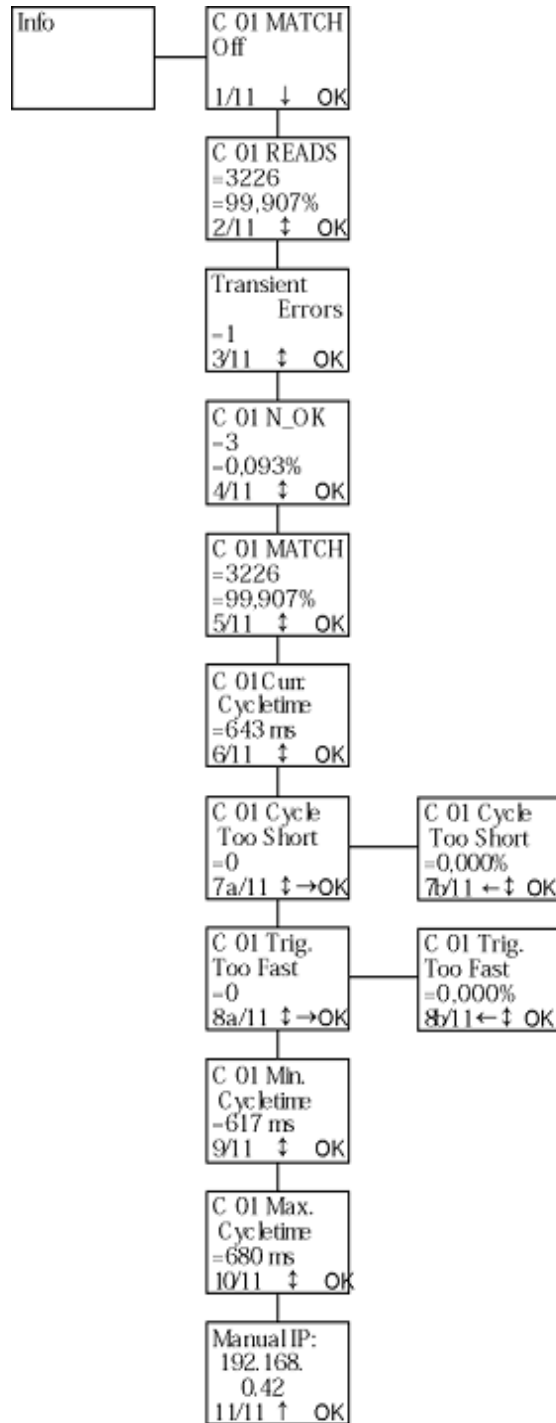 Info
C 01 MATCH
Off
1/11 ↓ OK
C 01 READS
=3226
=99,907%
2/11 ↕ OK
Transient
Errors
=1
3/11 ↕ OK
C 01 N_OK
=3
=0,093%
4/11 ↕ OK
C 01 MATCH
=3226
=99,907%
5/11 ↕ OK
C 01 Curr.
Cycletime
=643 ms
6/11 ↕ OK
C 01 Cycle
Too Short
=0
7a/11 ↕→OK
C 01 Cycle
Too Short
=0,000%
7b/11 ←↕ OK
C 01 Trig.
Too Fast
=0
8a/11 ↕→OK
C 01 Trig.
Too Fast
=0,000%
8b/11 ←↕ OK
C 01 Min.
Cycletime
=617 ms
9/11 ↕ OK
C 01 Max.
Cycletime
=680 ms
10/11 ↕ OK
Manual IP:
192.168.
0.42
11/11 ↑ OK